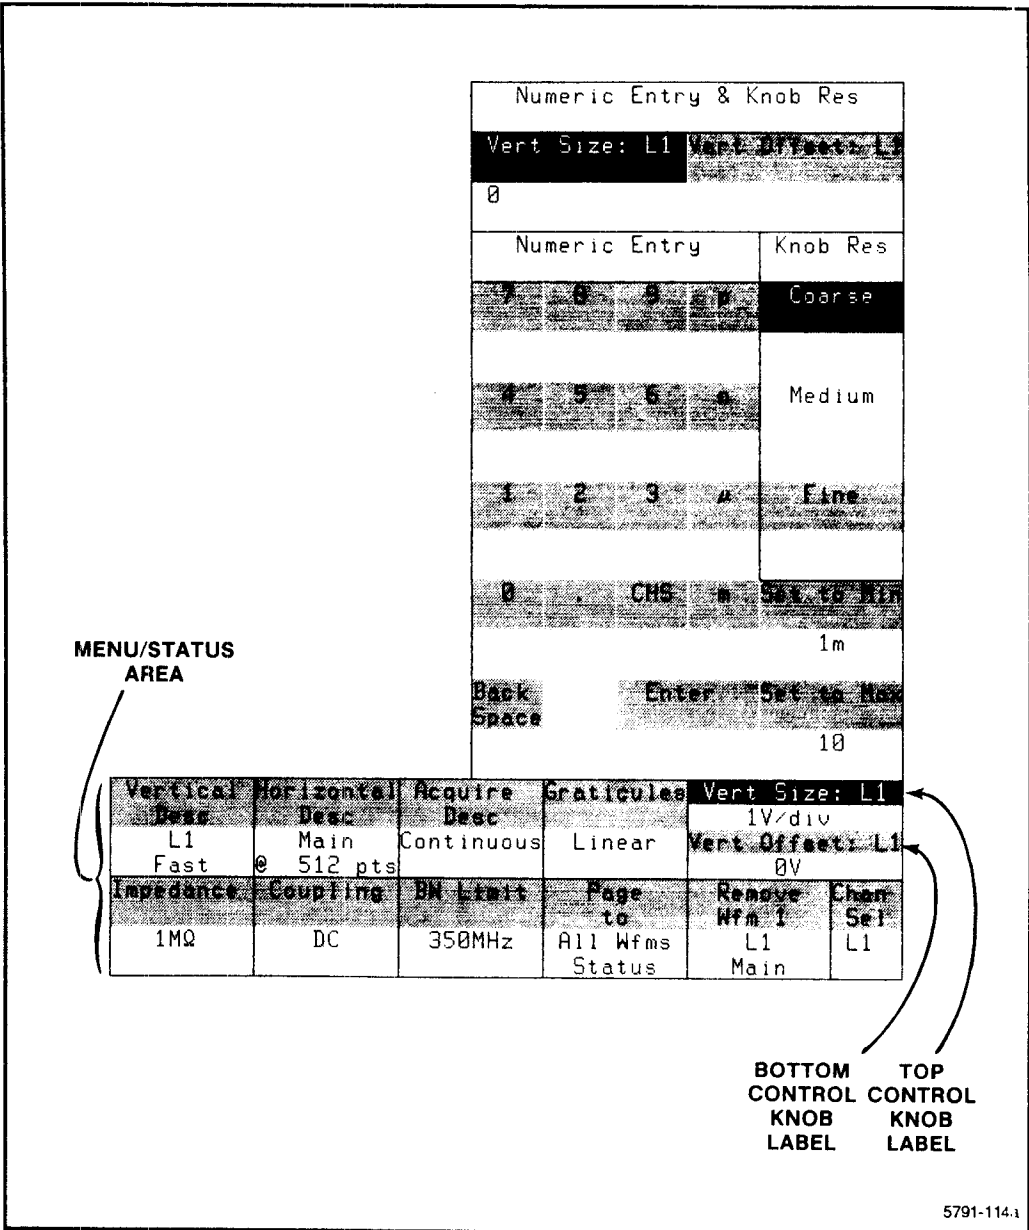 Numeric Entry & Knob Res
Vert Size: L1 Vert Offset: L1
0
Numeric Entry Knob Res
7 8 9 p Coarse
4 5 6 Medium
1 2 3 µ Fine
0 . CHS m Set to Min
1m
Back Space Enter Set to Max
10
MENU/STATUS
AREA
Vertical Desc Horizontal Desc Acquire Desc Graticules Vert Size: L1
1V/div
L1 Main Continuous Linear Vert Offset: L1
Fast @ 512 pts 0V
Impedance Coupling BW Limit Page to Remove Wfm 1 Chan Sel
1MΩ DC 350MHz All Wfms L1 L1
Status Main
BOTTOM CONTROL KNOB LABEL
TOP CONTROL KNOB LABEL
5791-114